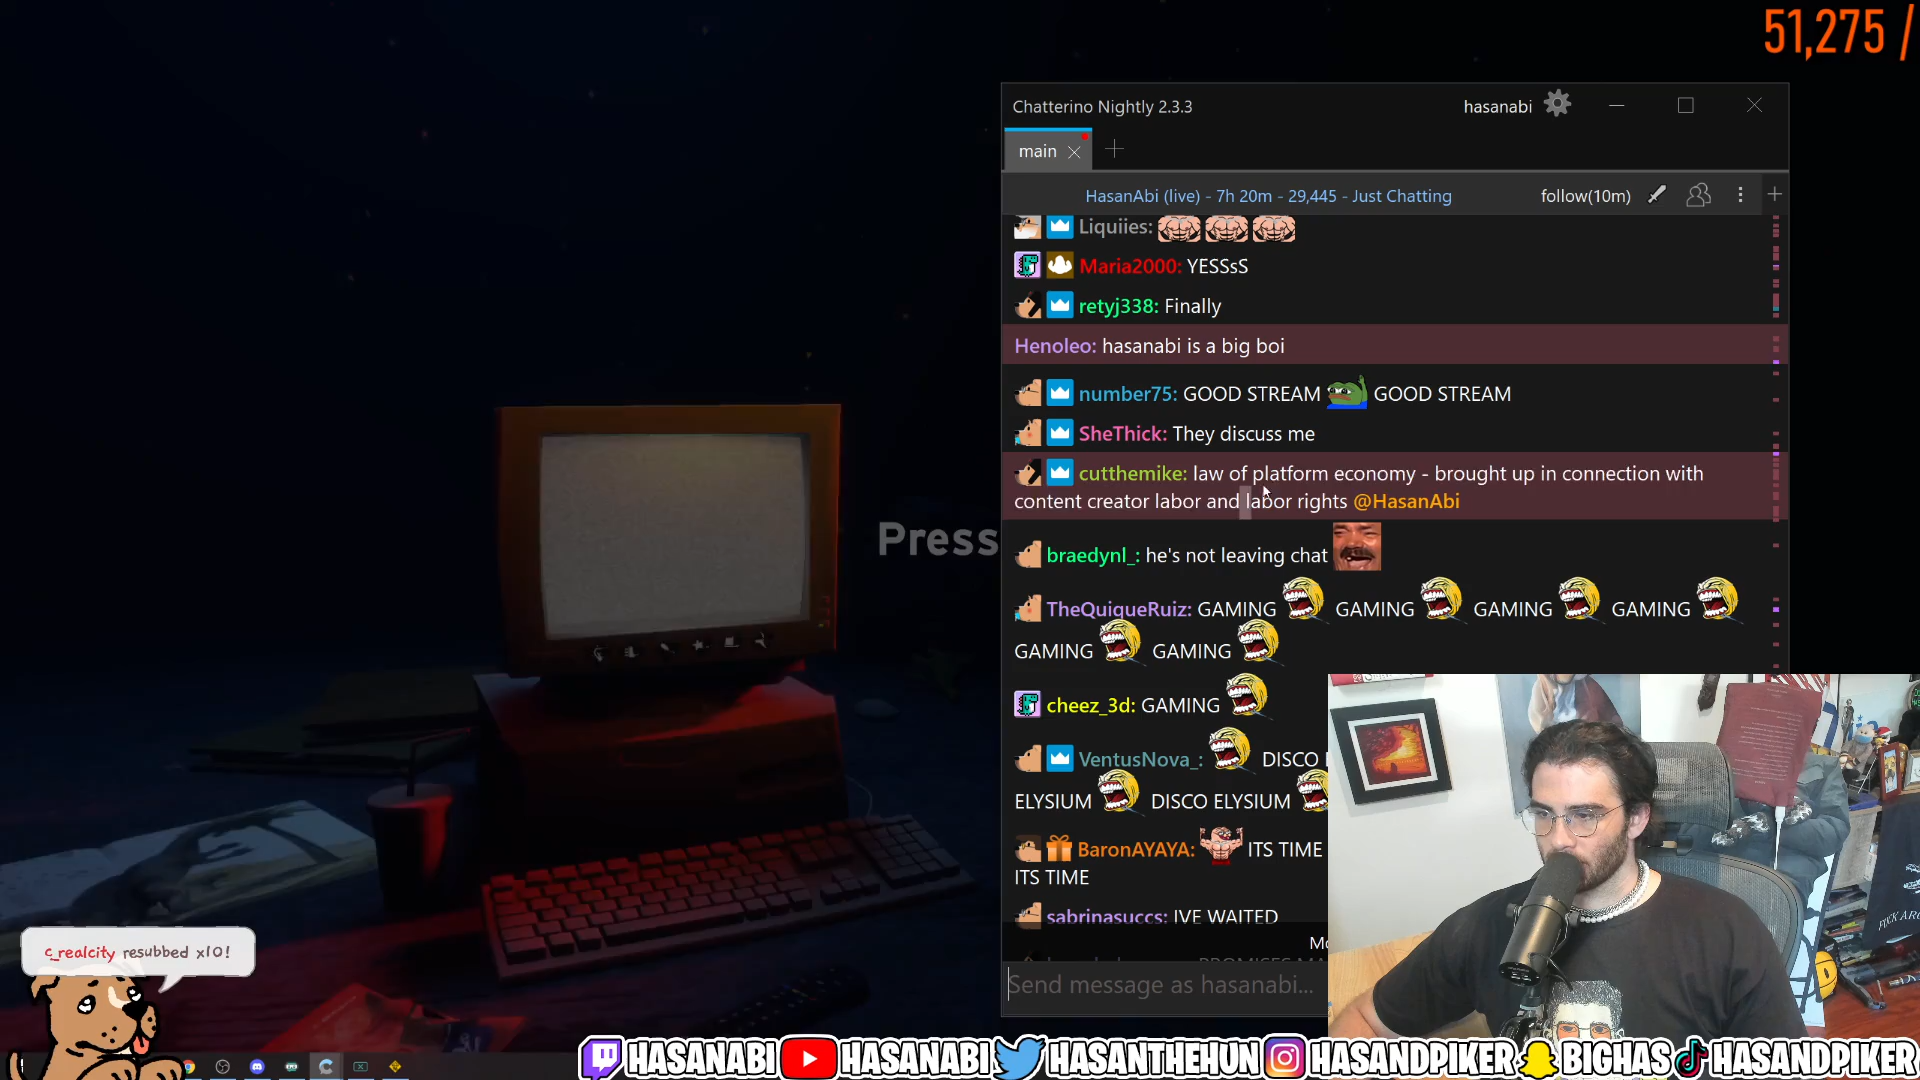 51,275 /
Chatterino Nightly 2.3.3
hasanabi
main
HasanAbi (live) - 7h 20m - 29,445 - Just Chatting
follow(10m)
Liquiies:
Maria2000: YESSsS
retyj338: Finally
Henoleo: hasanabi is a big boi
number75: GOOD STREAM GOOD STREAM
SheThick: They discuss me
cutthemike: law of platform economy - brought up in connection with
content creator labor and labor rights @HasanAbi
Press
braedynl_: he's not leaving chat
TheQuiqueRuiz: GAMING GAMING GAMING GAMING
GAMING GAMING
cheez_3d: GAMING
VentusNova_: DISCO
ELYSIUM DISCO ELYSIUM
BaronAYAYA: ITS TIME
ITS TIME
sabrinasuccs: IVE WAITED
Send message as hasanabi...
c_realcity resubbed x10!
HASANABI HASANABI HASANTHEHUN HASANDPIKER BIGHAS HASANDPIKER